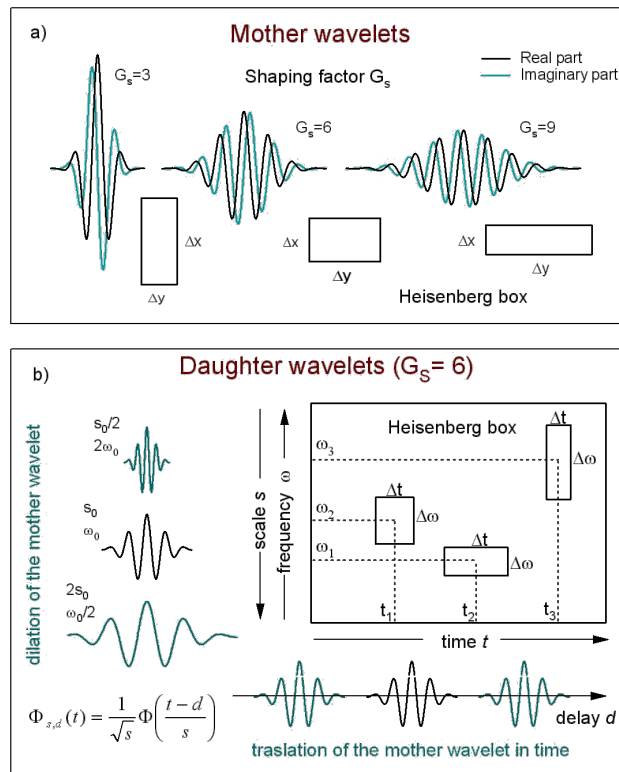 a)
Mother wavelets
Real part
Imaginary part
Gs=3
Shaping factor Gs
Gs=6
Gs=9
Δx
Δy
Δx
Δy
Δx
Δy
Heisenberg box
b)
Daughter wavelets (GS= 6)
dilation of the mother wavelet
s0/2
2ω0
s0
ω0
2s0
ω0/2
scale s
frequency ω
Heisenberg box
ω3
ω2
ω1
Δt
Δω
Δt
Δω
Δt
Δω
t1
t2
t3
time t
Φs,d(t) = 1/√s Φ((t − d)/s)
delay d
traslation of the mother wavelet in time